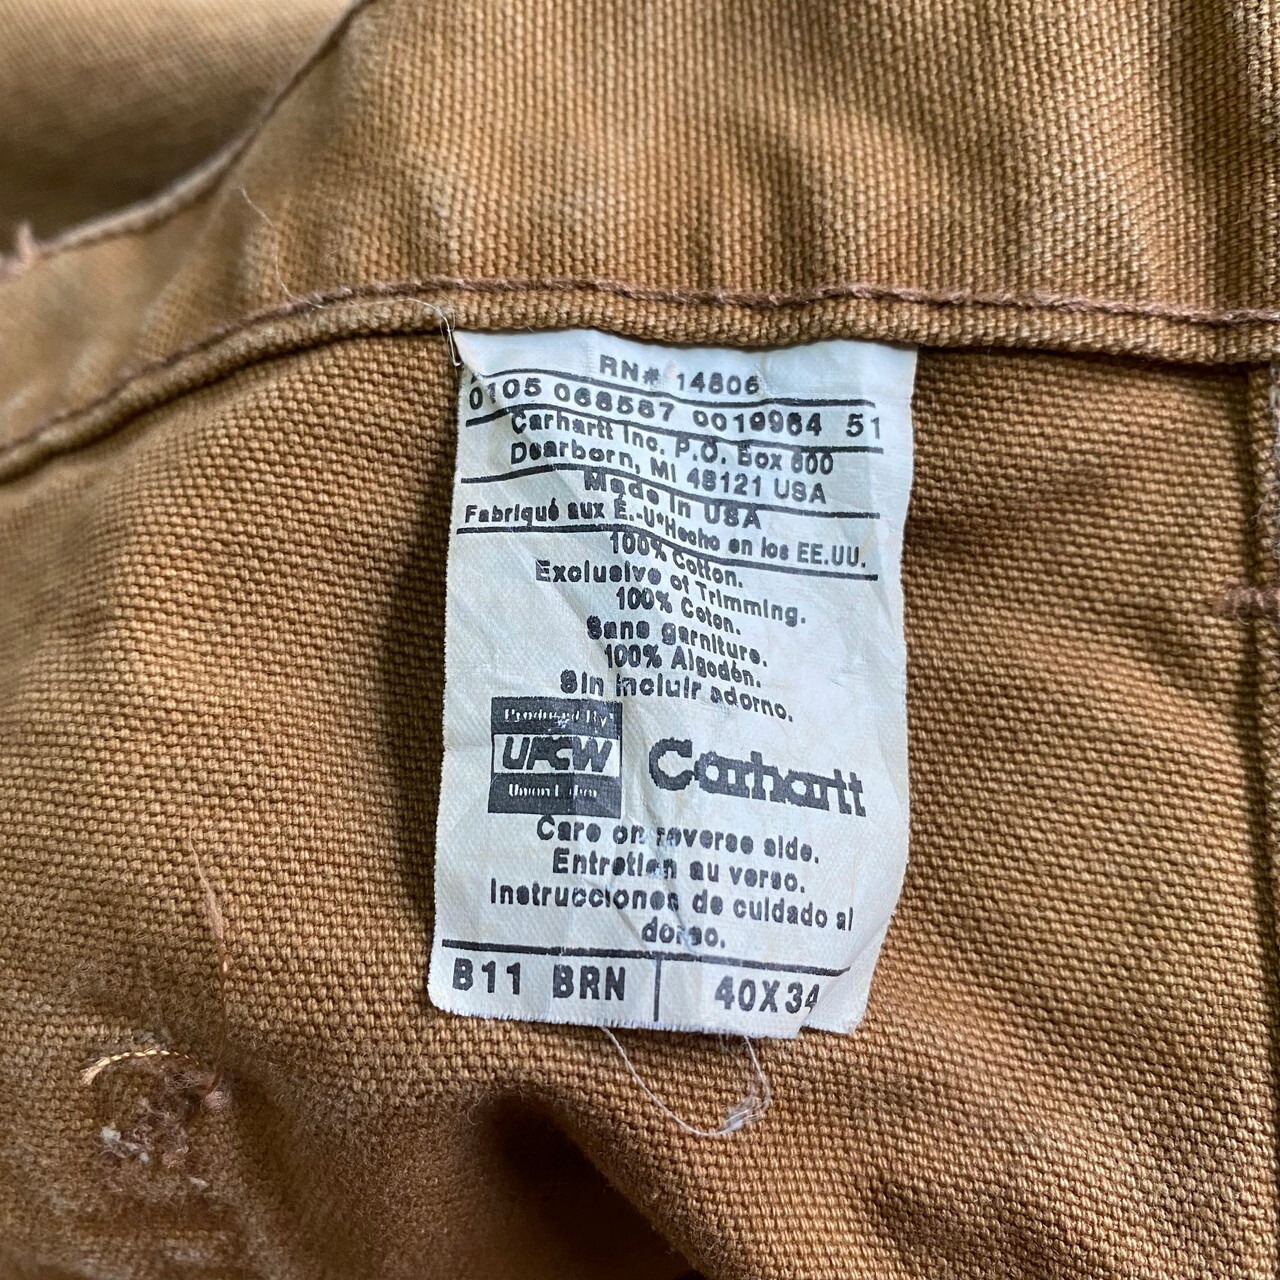 RN# 14806
0105 068587 0019964 51
Carhartt Inc. P.O. Box 600
Dearborn, MI 48121 USA
Made in USA
Fabriqué aux É.-U•Hecho en los EE.UU.
100% Cotton.
Exclusive of Trimming.
100% Coton.
Sans garniture.
100% Algodón.
Sin incluir adorno.
Produced By
UFCW
Union Labor
Carhartt
Care on reverse side.
Entretien au verso.
Instrucciones de cuidado al
dorso.
B11 BRN 40X34